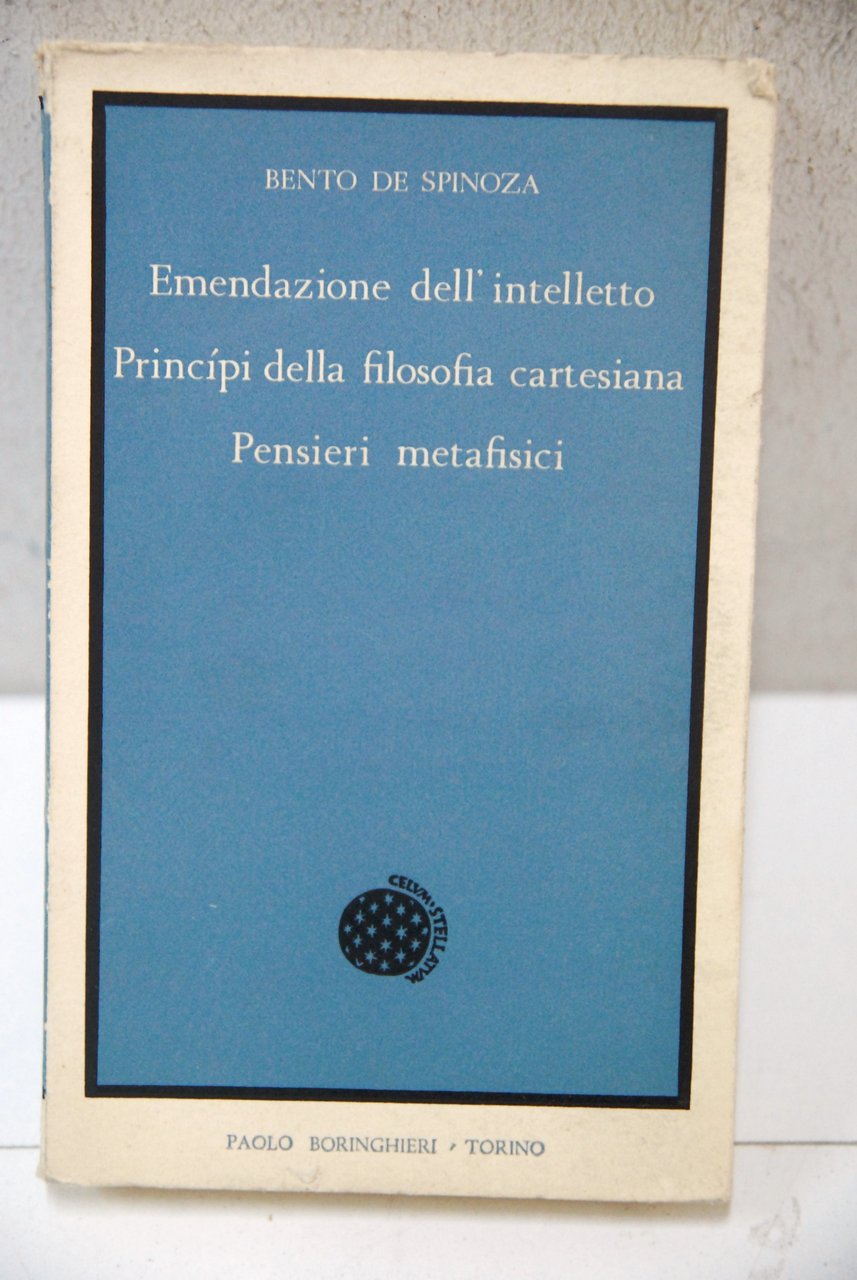 BENTO DE SPINOZA
Emendazione dell'intelletto
Princípi della filosofia cartesiana
Pensieri metafisici
CELVM · STELLATVM
PAOLO BORINGHIERI - TORINO